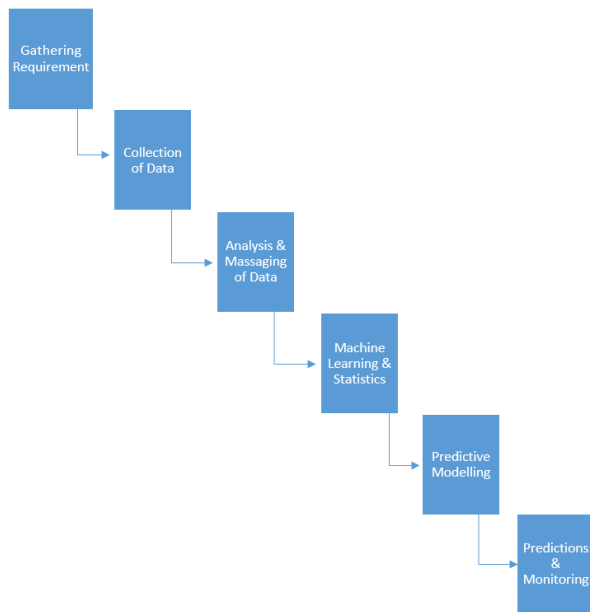 Gathering
Requirement
Collection
of Data
Analysis &
Massaging
of Data
Machine
Learning &
Statistics
Predictive
Modelling
Predictions
&
Monitoring